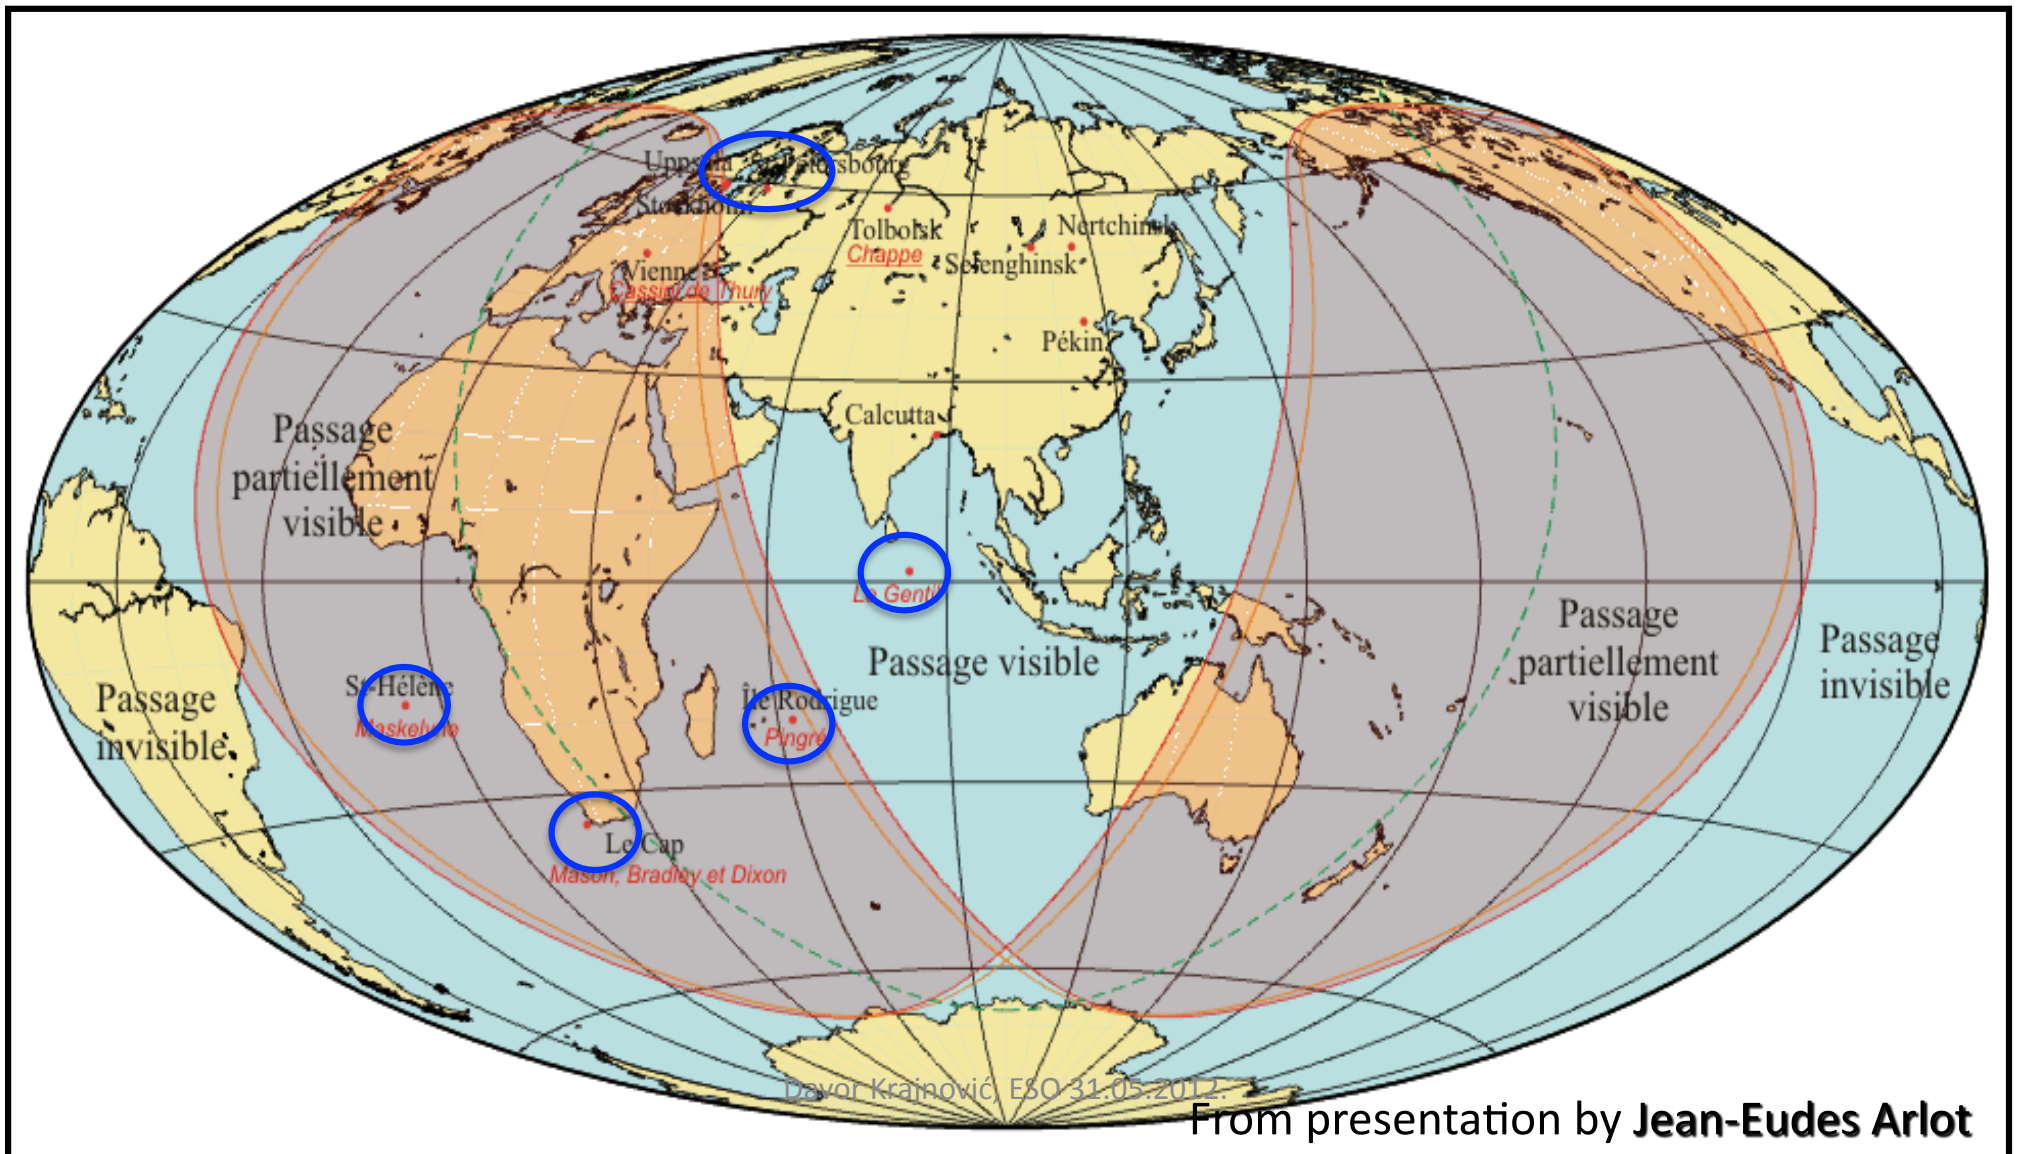 Uppsala St-Pétersbourg
Stockholm
Tolbolsk
Chappe
Nertchinsk
Selenghinsk
Vienne
Cassini de Thury
Pékin
Calcutta
Passage
partiellement
visible
Le Gentil
Passage visible
St-Hélène
Maskelyne
Île Rodrigue
Pingré
Passage
invisible
Le Cap
Mason, Bradley et Dixon
Passage
partiellement
visible
Passage
invisible
Davor Krajnović, ESO 31.05.2012.
From presentation by Jean-Eudes Arlot